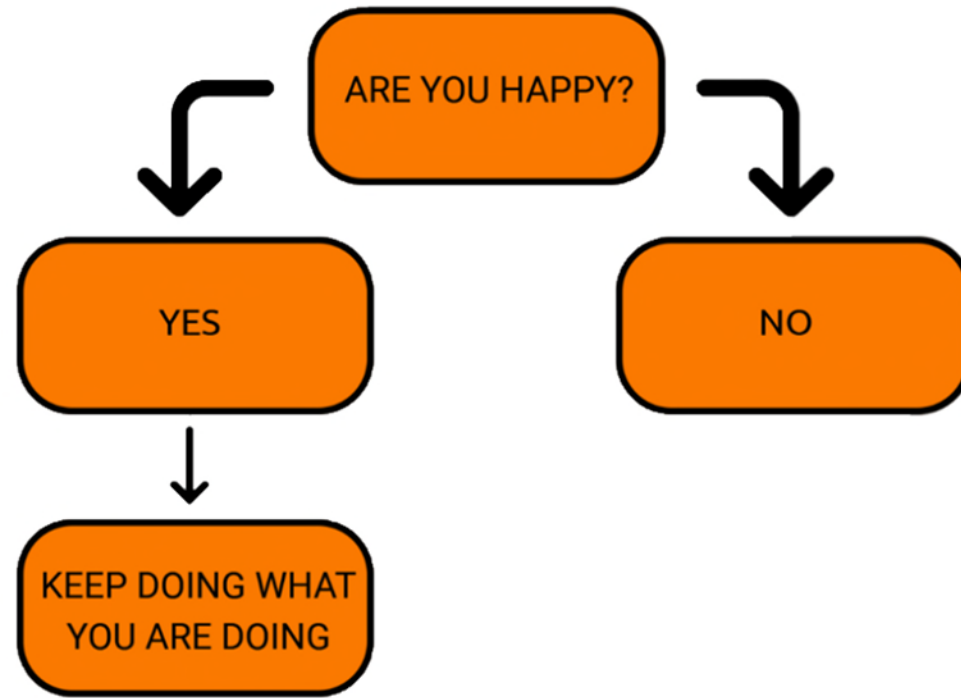 ARE YOU HAPPY?
YES
NO
KEEP DOING WHAT
YOU ARE DOING